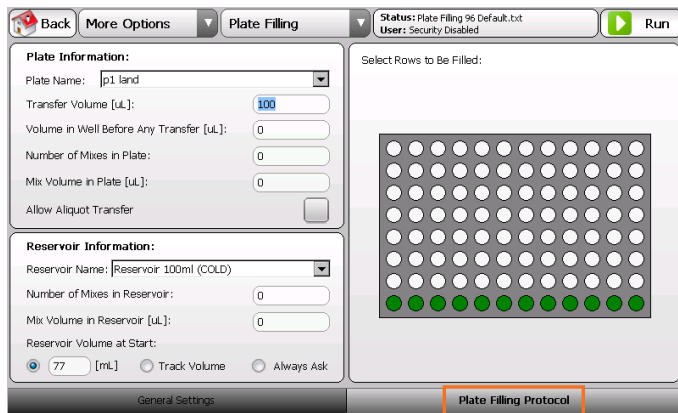 Back
More Options
Plate Filling
Status: Plate Filling 96 Default.txt
User: Security Disabled
Run
Plate Information:
Plate Name: p1 land
Transfer Volume [uL]: 100
Volume in Well Before Any Transfer [uL]: 0
Number of Mixes in Plate: 0
Mix Volume in Plate [uL]: 0
Allow Aliquot Transfer
Reservoir Information:
Reservoir Name: Reservoir 100ml (COLD)
Number of Mixes in Reservoir: 0
Mix Volume in Reservoir [uL]: 0
Reservoir Volume at Start:
77 [mL] Track Volume Always Ask
Select Rows to Be Filled:
General Settings
Plate Filling Protocol